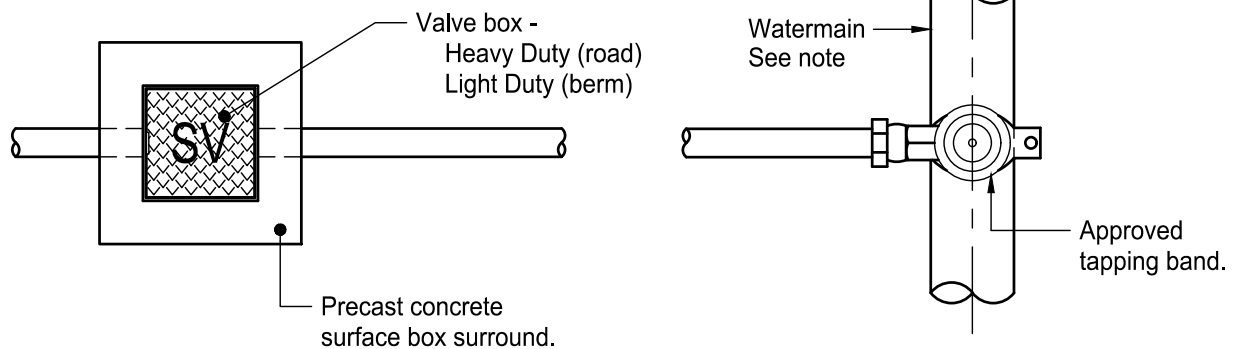 Valve box -
Heavy Duty (road)
Light Duty (berm)
SV
Precast concrete
surface box surround.
Watermain
See note
Approved
tapping band.